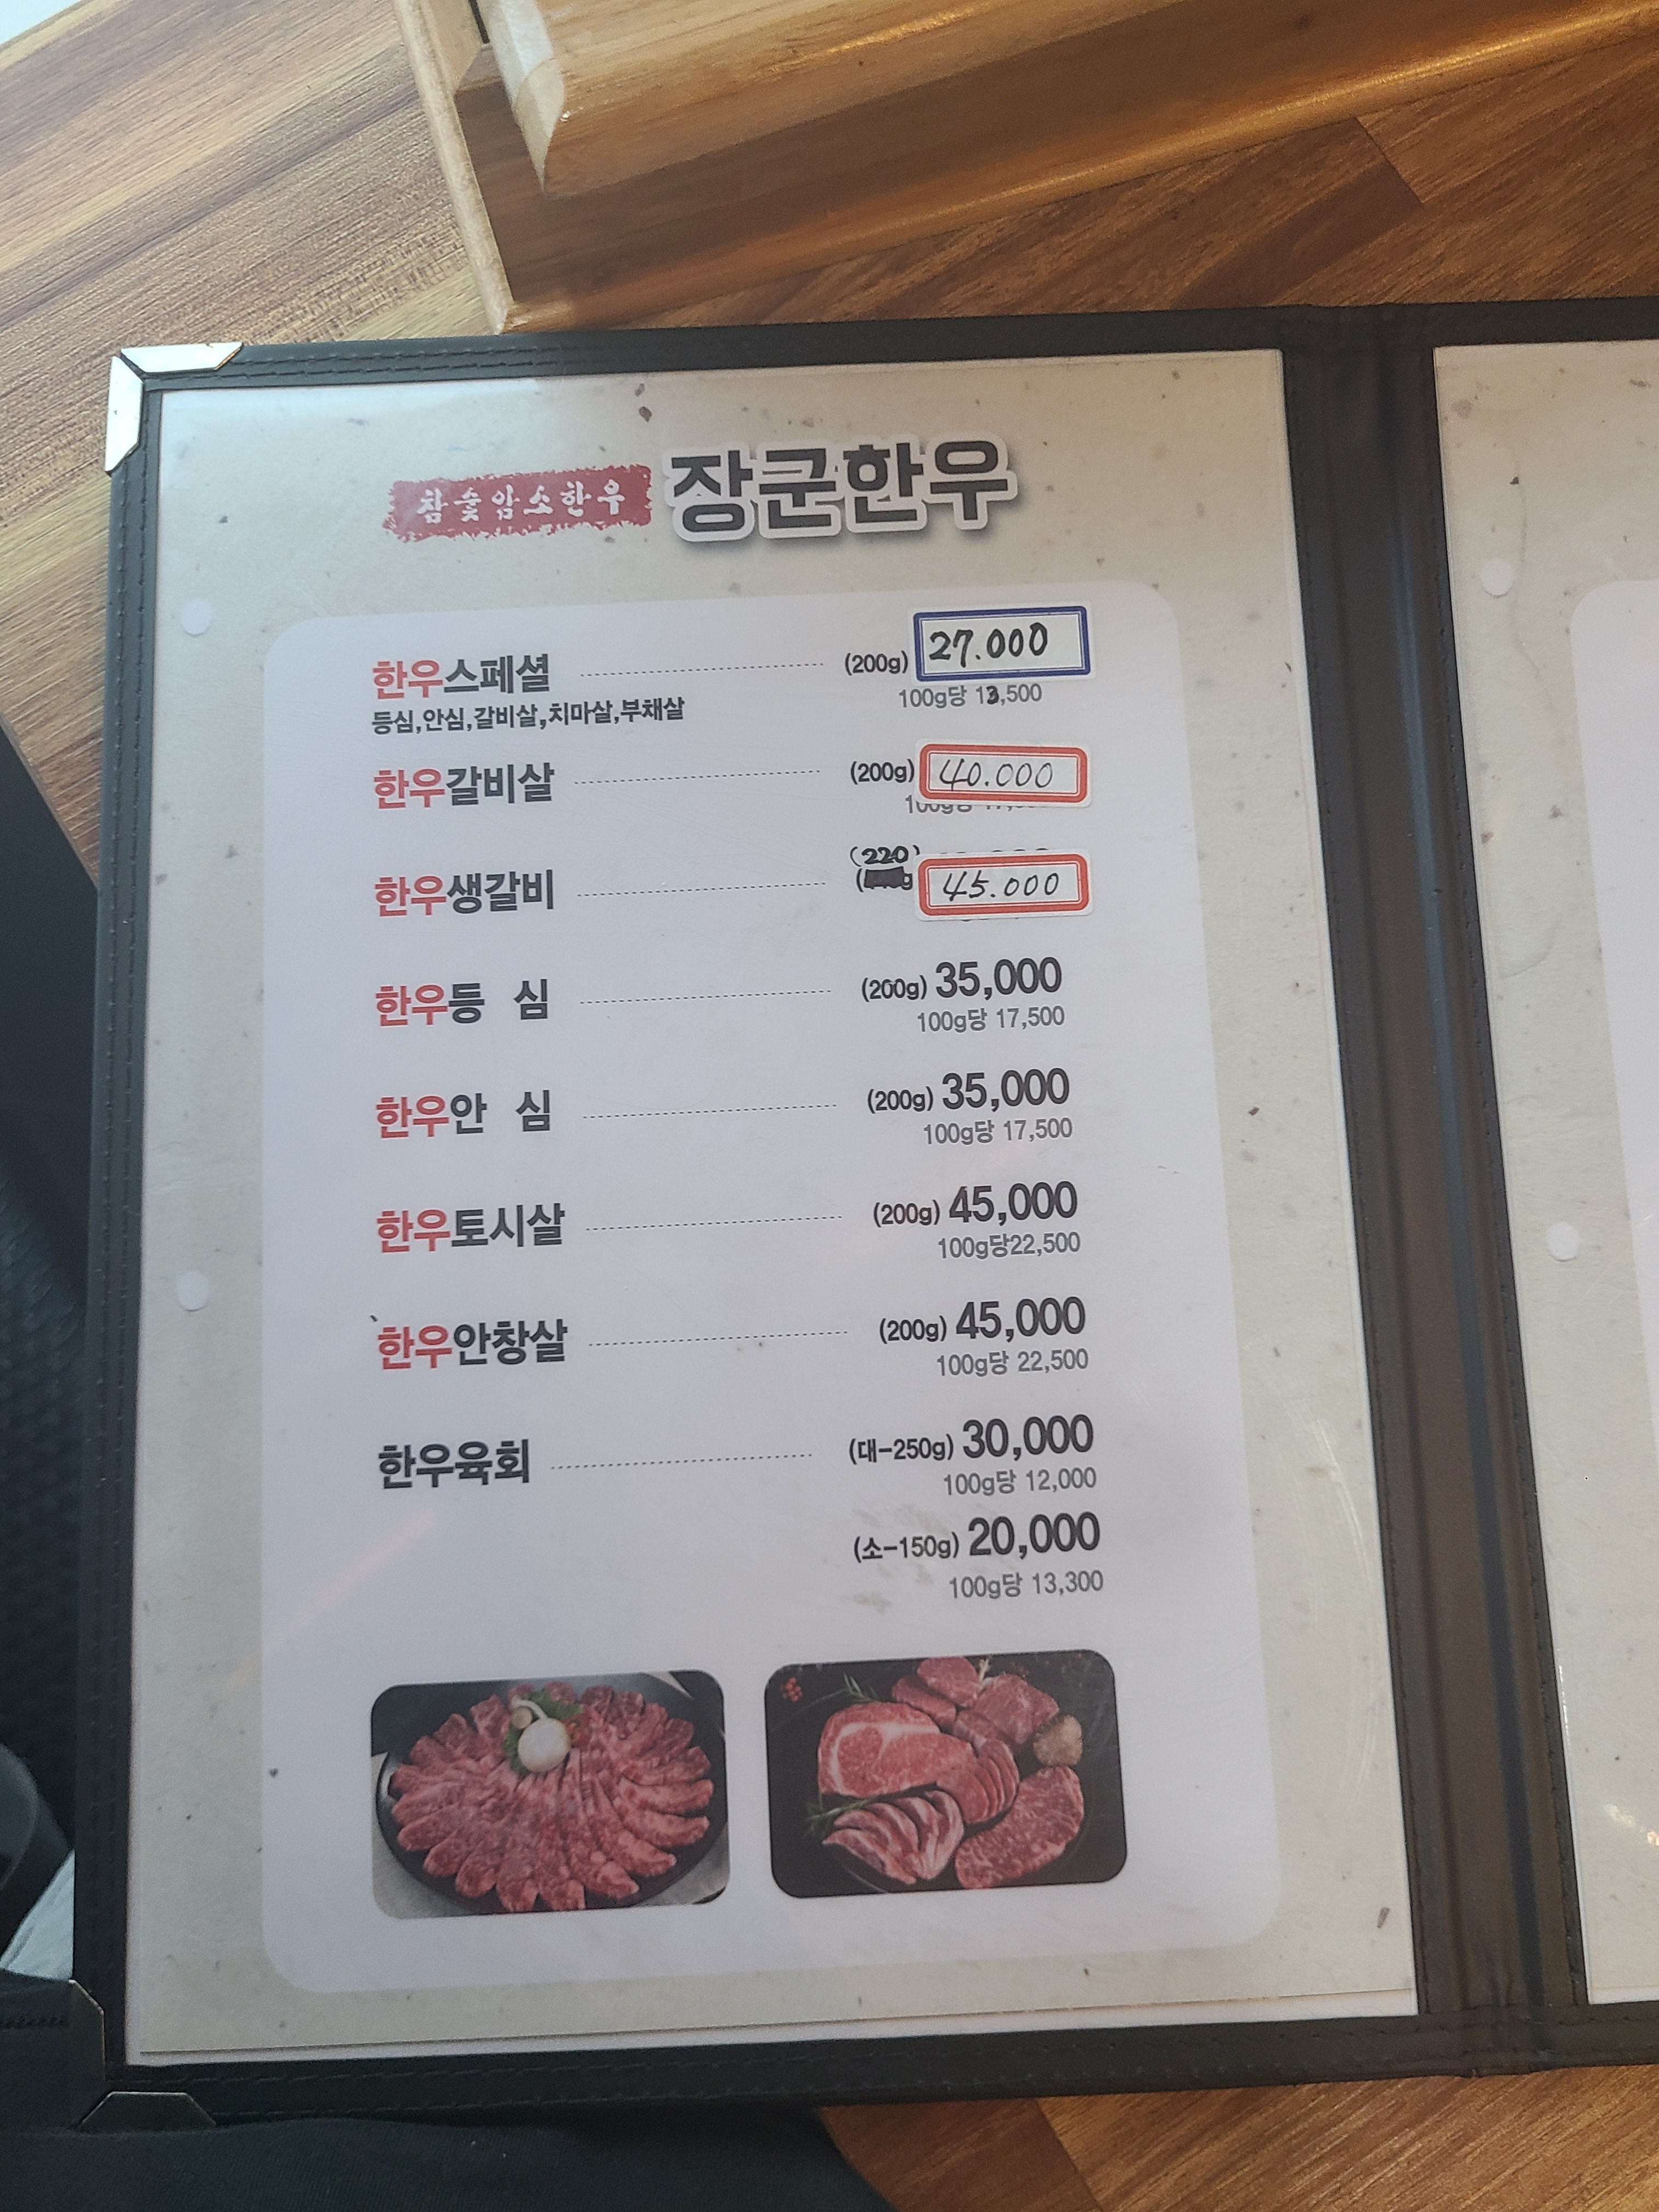 참숯암소한우 장군한우
한우스페셜 (200g) 27.000
100g당 13,500
등심,안심,갈비살,치마살,부채살
한우갈비살 (200g) 40.000
한우생갈비 (220) 45.000
한우등 심 (200g) 35,000
100g당 17,500
한우안 심 (200g) 35,000
100g당 17,500
한우토시살 (200g) 45,000
100g당22,500
한우안창살 (200g) 45,000
100g당 22,500
한우육회 (대-250g) 30,000
100g당 12,000
(소-150g) 20,000
100g당 13,300